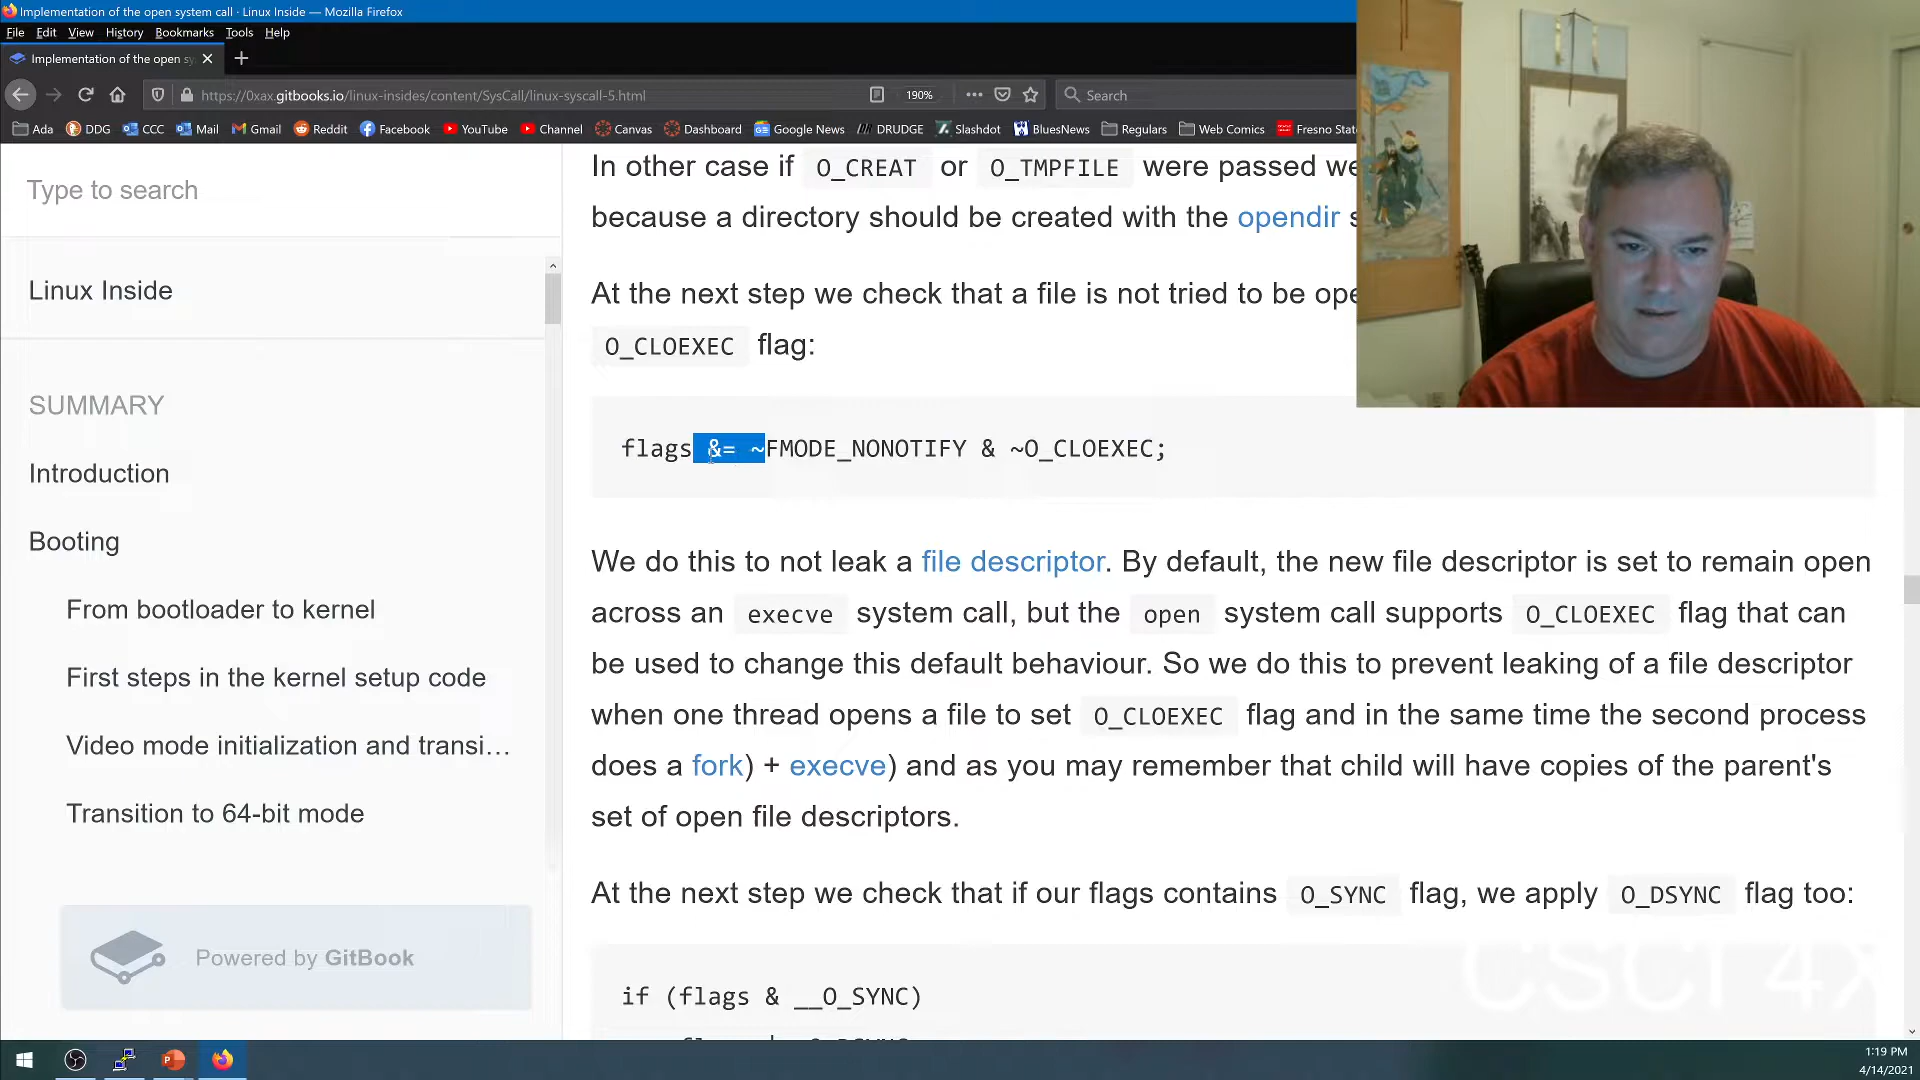 Implementation of the open system call · Linux Inside — Mozilla Firefox
File Edit View History Bookmarks Tools Help
Implementation of the open sy
https://0xax.gitbooks.io/linux-insides/content/SysCall/linux-syscall-5.html
190%
Search
Ada DDG CCC Mail Gmail Reddit Facebook YouTube Channel Canvas Dashboard Google News DRUDGE Slashdot BluesNews Regulars Web Comics Fresno Stat
Type to search
Linux Inside
SUMMARY
Introduction
Booting
From bootloader to kernel
First steps in the kernel setup code
Video mode initialization and transi...
Transition to 64-bit mode
Powered by GitBook
In other case if O_CREAT or O_TMPFILE were passed we
because a directory should be created with the opendir s
At the next step we check that a file is not tried to be ope
O_CLOEXEC flag:
flags &= ~FMODE_NONOTIFY & ~O_CLOEXEC;
We do this to not leak a file descriptor. By default, the new file descriptor is set to remain open
across an execve system call, but the open system call supports O_CLOEXEC flag that can
be used to change this default behaviour. So we do this to prevent leaking of a file descriptor
when one thread opens a file to set O_CLOEXEC flag and in the same time the second process
does a fork) + execve) and as you may remember that child will have copies of the parent's
set of open file descriptors.
At the next step we check that if our flags contains O_SYNC flag, we apply O_DSYNC flag too:
if (flags & __O_SYNC)
CSCI 4
1:19 PM
4/14/2021